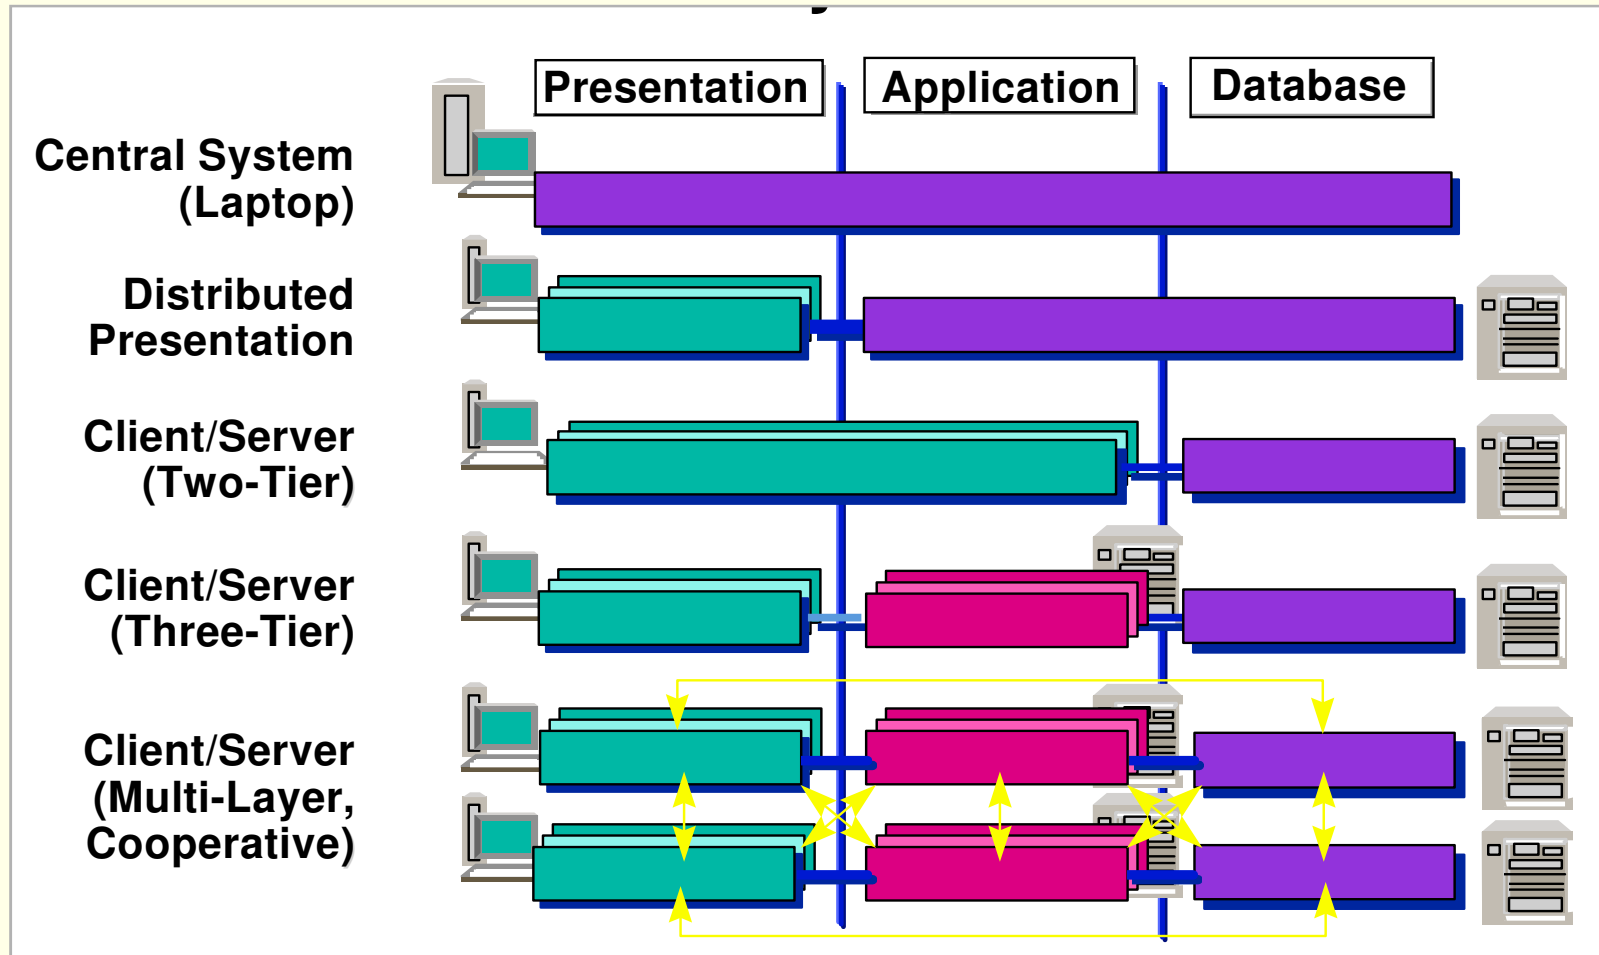 Presentation
Application
Database
Central System
(Laptop)
Distributed
Presentation
Client/Server
(Two-Tier)
Client/Server
(Three-Tier)
Client/Server
(Multi-Layer,
Cooperative)